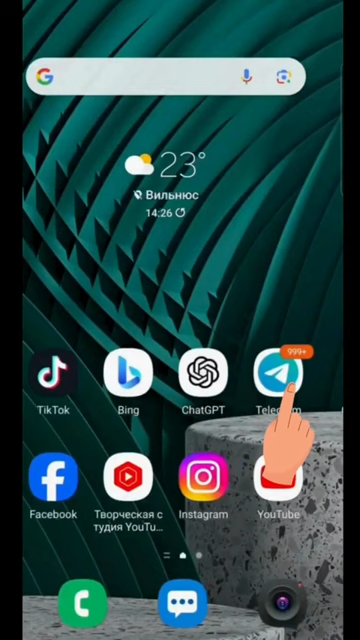 23°
Вильнюс
14:26
999+
TikTok
Bing
ChatGPT
Facebook
Творческая с
тудия YouTu...
Instagram
YouTube